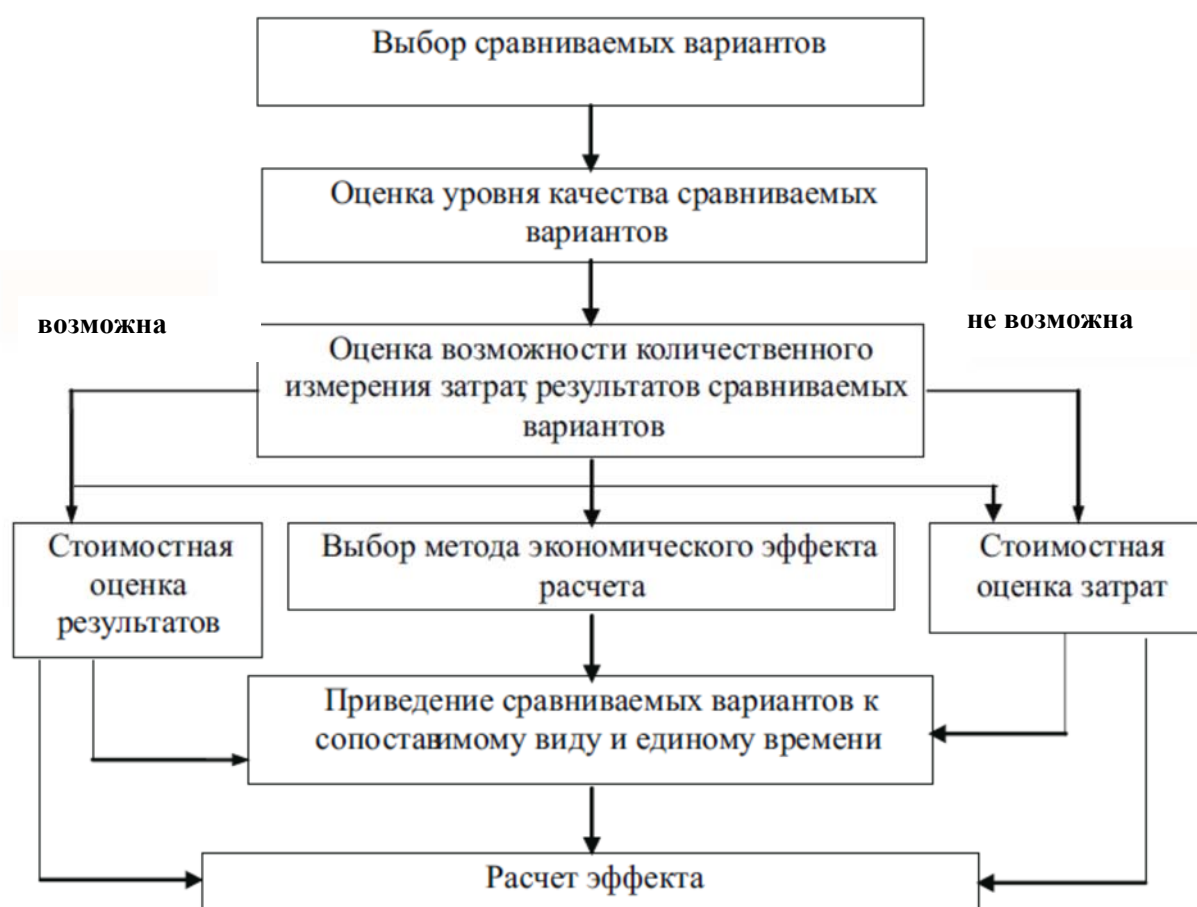 Выбор сравниваемых вариантов
Оценка уровня качества сравниваемых
вариантов
возможна
не возможна
Оценка возможности количественного
измерения затрат, результатов сравниваемых
вариантов
Стоимостная
оценка
результатов
Выбор метода экономического эффекта
расчета
Стоимостная
оценка затрат
Приведение сравниваемых вариантов к
сопоставимому виду и единому времени
Расчет эффекта